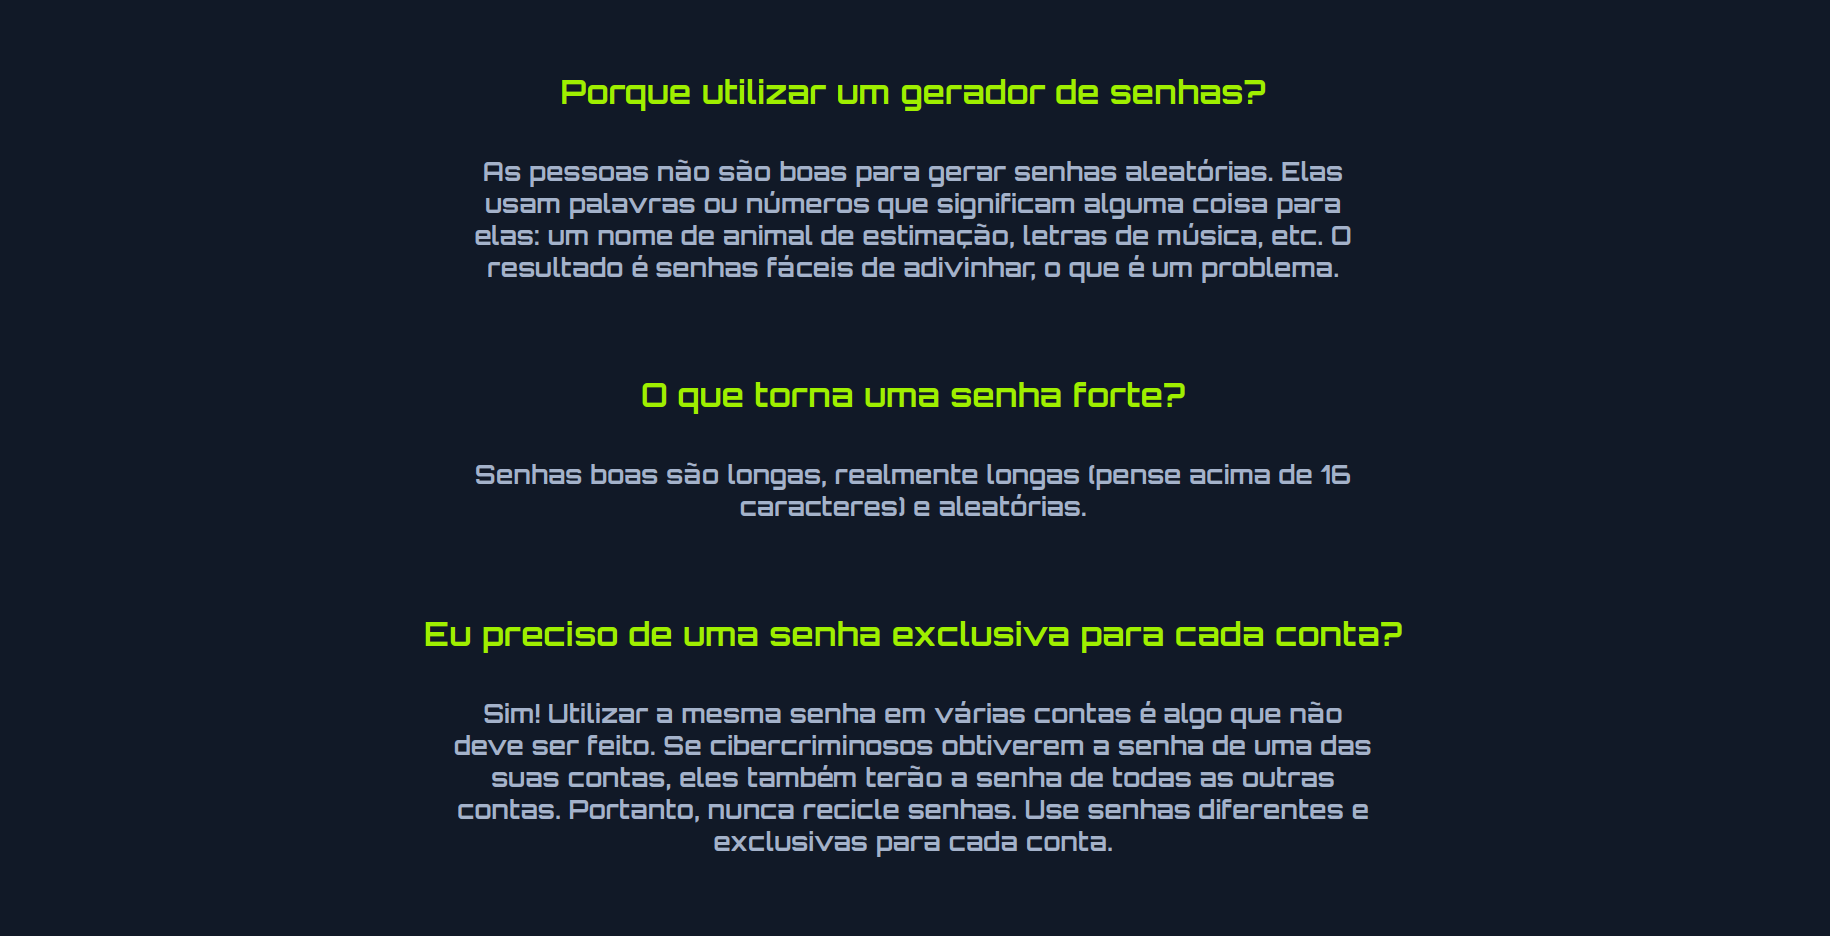 Porque utilizar um gerador de senhas?
As pessoas não são boas para gerar senhas aleatórias. Elas
usam palavras ou números que significam alguma coisa para
elas: um nome de animal de estimação, letras de música, etc. O
resultado é senhas fáceis de adivinhar, o que é um problema.
O que torna uma senha forte?
Senhas boas são longas, realmente longas (pense acima de 16
caracteres) e aleatórias.
Eu preciso de uma senha exclusiva para cada conta?
Sim! Utilizar a mesma senha em várias contas é algo que não
deve ser feito. Se cibercriminosos obtiverem a senha de uma das
suas contas, eles também terão a senha de todas as outras
contas. Portanto, nunca recicle senhas. Use senhas diferentes e
exclusivas para cada conta.